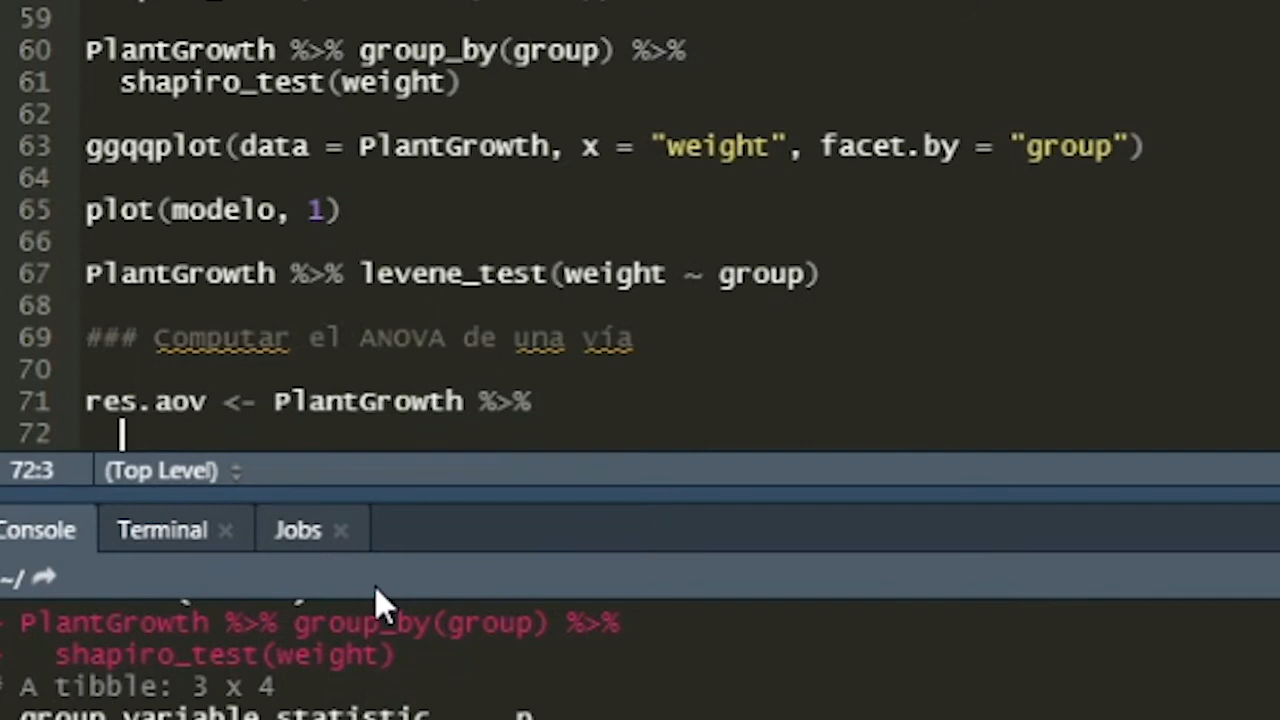 59
60 PlantGrowth %>% group_by(group) %>%
61 shapiro_test(weight)
62
63 ggqqplot(data = PlantGrowth, x = "weight", facet.by = "group")
64
65 plot(modelo, 1)
66
67 PlantGrowth %>% levene_test(weight ~ group)
68
69 ### Computar el ANOVA de una vía
70
71 res.aov <- PlantGrowth %>%
72
72:3 (Top Level)
Console Terminal × Jobs ×
~/
PlantGrowth %>% group_by(group) %>%
shapiro_test(weight)
# A tibble: 3 x 4
group variable statistic p